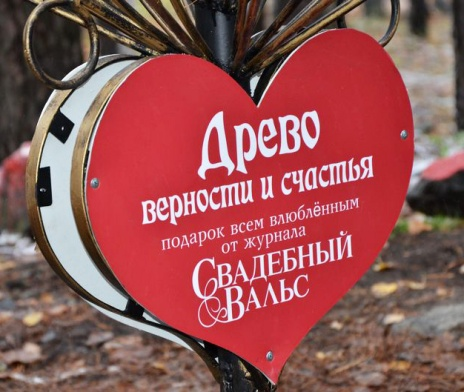 Древо
верности и счастья
подарок всем влюблённым
от журнала
Свадебный
Вальс